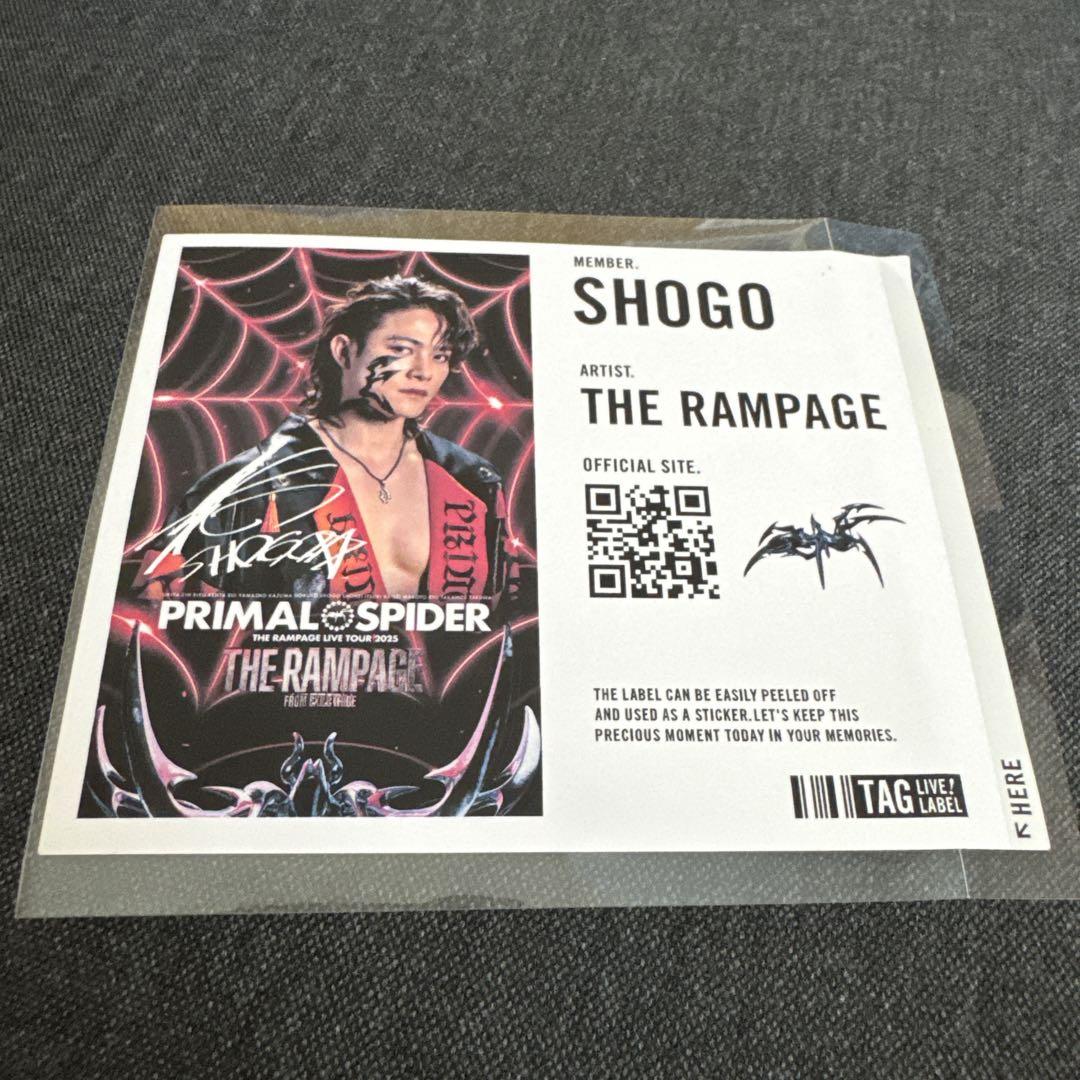 MEMBER.
SHOGO
ARTIST.
THE RAMPAGE
OFFICIAL SITE.
SHOGO
PRIMAL SPIDER
THE RAMPAGE LIVE TOUR 2025
THE RAMPAGE
FROM EXILE TRIBE
THE LABEL CAN BE EASILY PEELED OFF
AND USED AS A STICKER. LET'S KEEP THIS
PRECIOUS MOMENT TODAY IN YOUR MEMORIES.
TAG LIVE! LABEL
↖ HERE